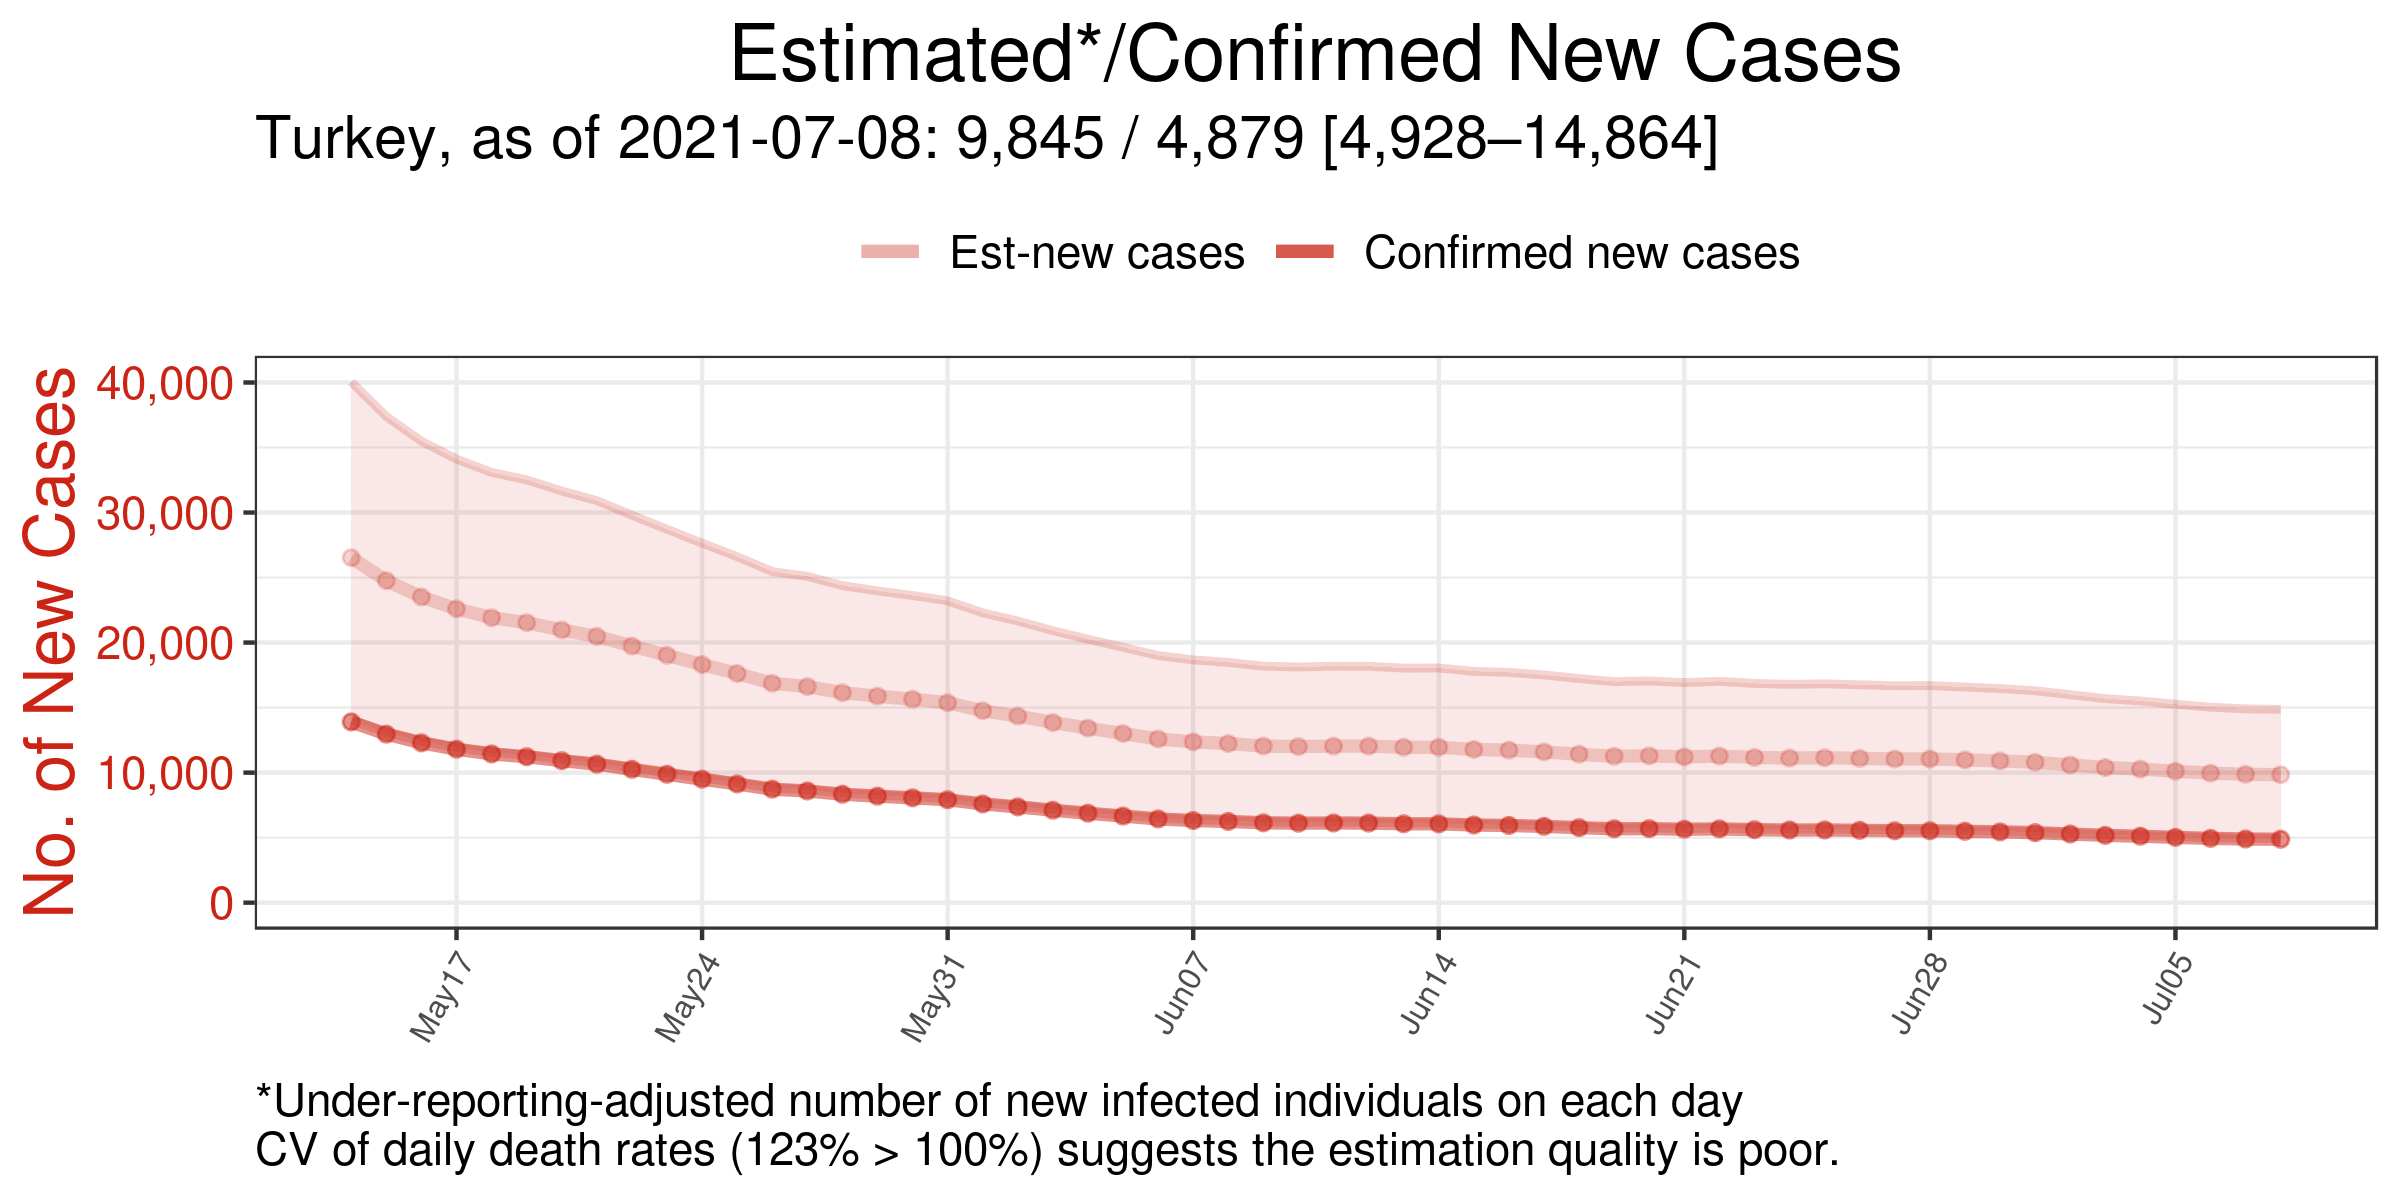 Estimated*/Confirmed New Cases
Turkey, as of 2021-07-08: 9,845 / 4,879 [4,928–14,864]
Est-new cases
Confirmed new cases
No. of New Cases
40,000
30,000
20,000
10,000
0
May17
May24
May31
Jun07
Jun14
Jun21
Jun28
Jul05
*Under-reporting-adjusted number of new infected individuals on each day
CV of daily death rates (123% > 100%) suggests the estimation quality is poor.